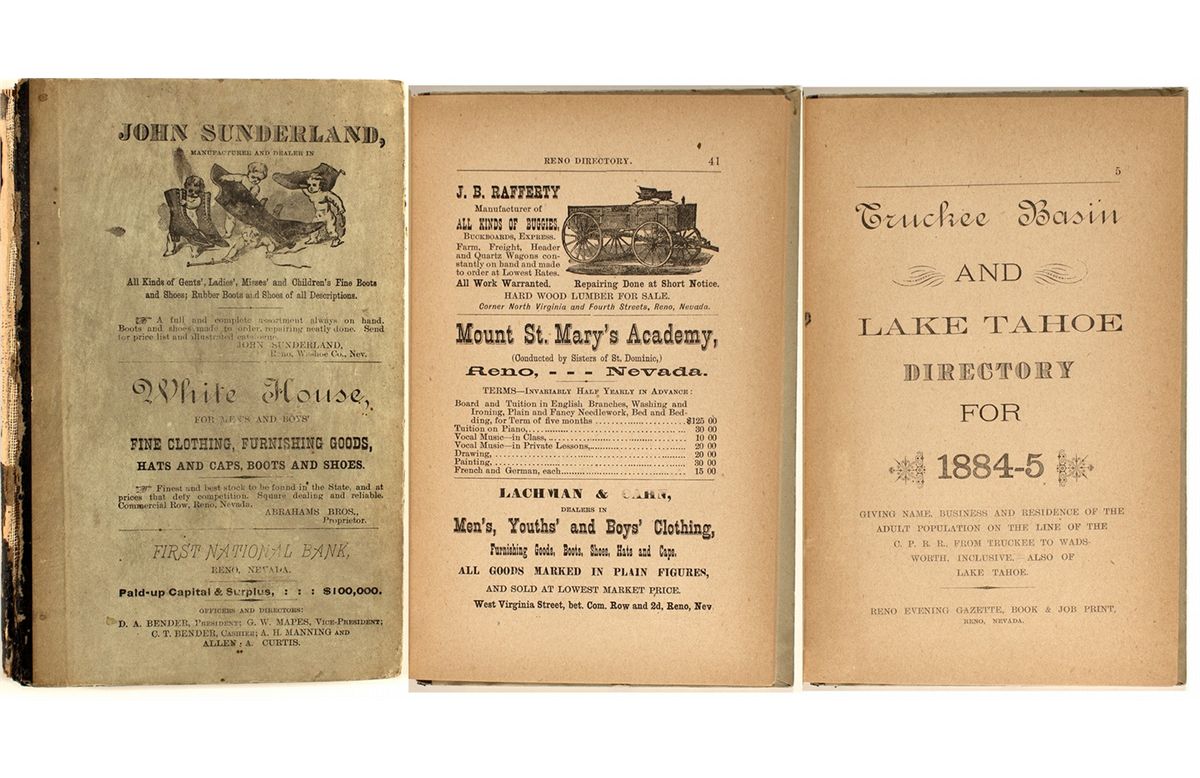 JOHN SUNDERLAND,
MANUFACTURER AND DEALER IN
All Kinds of Gents', Ladies', Misses' and Children's Fine Boots
and Shoes; Rubber Boots and Shoes of all Descriptions.
A full and complete assortment always on hand.
Boots and shoes made to order, repairing neatly done. Send
for price list and illustrated catalogue.
JOHN SUNDERLAND,
Reno, Washoe Co., Nev.
White House,
FOR MEN'S AND BOYS'
FINE CLOTHING, FURNISHING GOODS,
HATS AND CAPS, BOOTS AND SHOES.
Finest and best stock to be found in the State, and at
prices that defy competition. Square dealing and reliable.
Commercial Row, Reno, Nevada.
ABRAHAMS BROS.,
Proprietor.
FIRST NATIONAL BANK,
RENO, NEVADA.
Paid-up Capital & Surplus, : : : $100,000.
OFFICERS AND DIRECTORS:
D. A. BENDER, PRESIDENT; G. W. MAPES, VICE-PRESIDENT;
C. T. BENDER, CASHIER; A. H. MANNING AND
ALLEN A. CURTIS.
RENO DIRECTORY. 41
J. B. RAFFERTY
Manufacturer of
ALL KINDS OF BUGGIES,
BUCKBOARDS, EXPRESS.
Farm, Freight, Header
and Quartz Wagons con-
stantly on hand and made
to order at Lowest Rates.
All Work Warranted. Repairing Done at Short Notice.
HARD WOOD LUMBER FOR SALE.
Corner North Virginia and Fourth Streets, Reno, Nevada.
Mount St. Mary's Academy,
(Conducted by Sisters of St. Dominic,)
Reno, - - - Nevada.
TERMS—INVARIABLY HALF YEARLY IN ADVANCE:
Board and Tuition in English Branches, Washing and
Ironing, Plain and Fancy Needlework, Bed and Bed-
ding, for Term of five months ..................$125 00
Tuition on Piano,.................................... 30 00
Vocal Music—in Class,................................ 10 00
Vocal Music—in Private Lessons,...................... 20 00
Drawing,............................................. 20 00
Painting,............................................ 30 00
French and German, each.............................. 15 00
LACHMAN & CAHN,
DEALERS IN
Men's, Youths' and Boys' Clothing,
Furnishing Goods, Boots, Shoes, Hats and Caps.
ALL GOODS MARKED IN PLAIN FIGURES,
AND SOLD AT LOWEST MARKET PRICE.
West Virginia Street, bet. Com. Row and 2d, Reno, Nev
5
Truckee Basin
AND
LAKE TAHOE
DIRECTORY
FOR
1884-5
GIVING NAME, BUSINESS AND RESIDENCE OF THE
ADULT POPULATION ON THE LINE OF THE
C. P. R. R., FROM TRUCKEE TO WADS-
WORTH, INCLUSIVE. ALSO OF
LAKE TAHOE.
RENO EVENING GAZETTE, BOOK & JOB PRINT,
RENO, NEVADA.